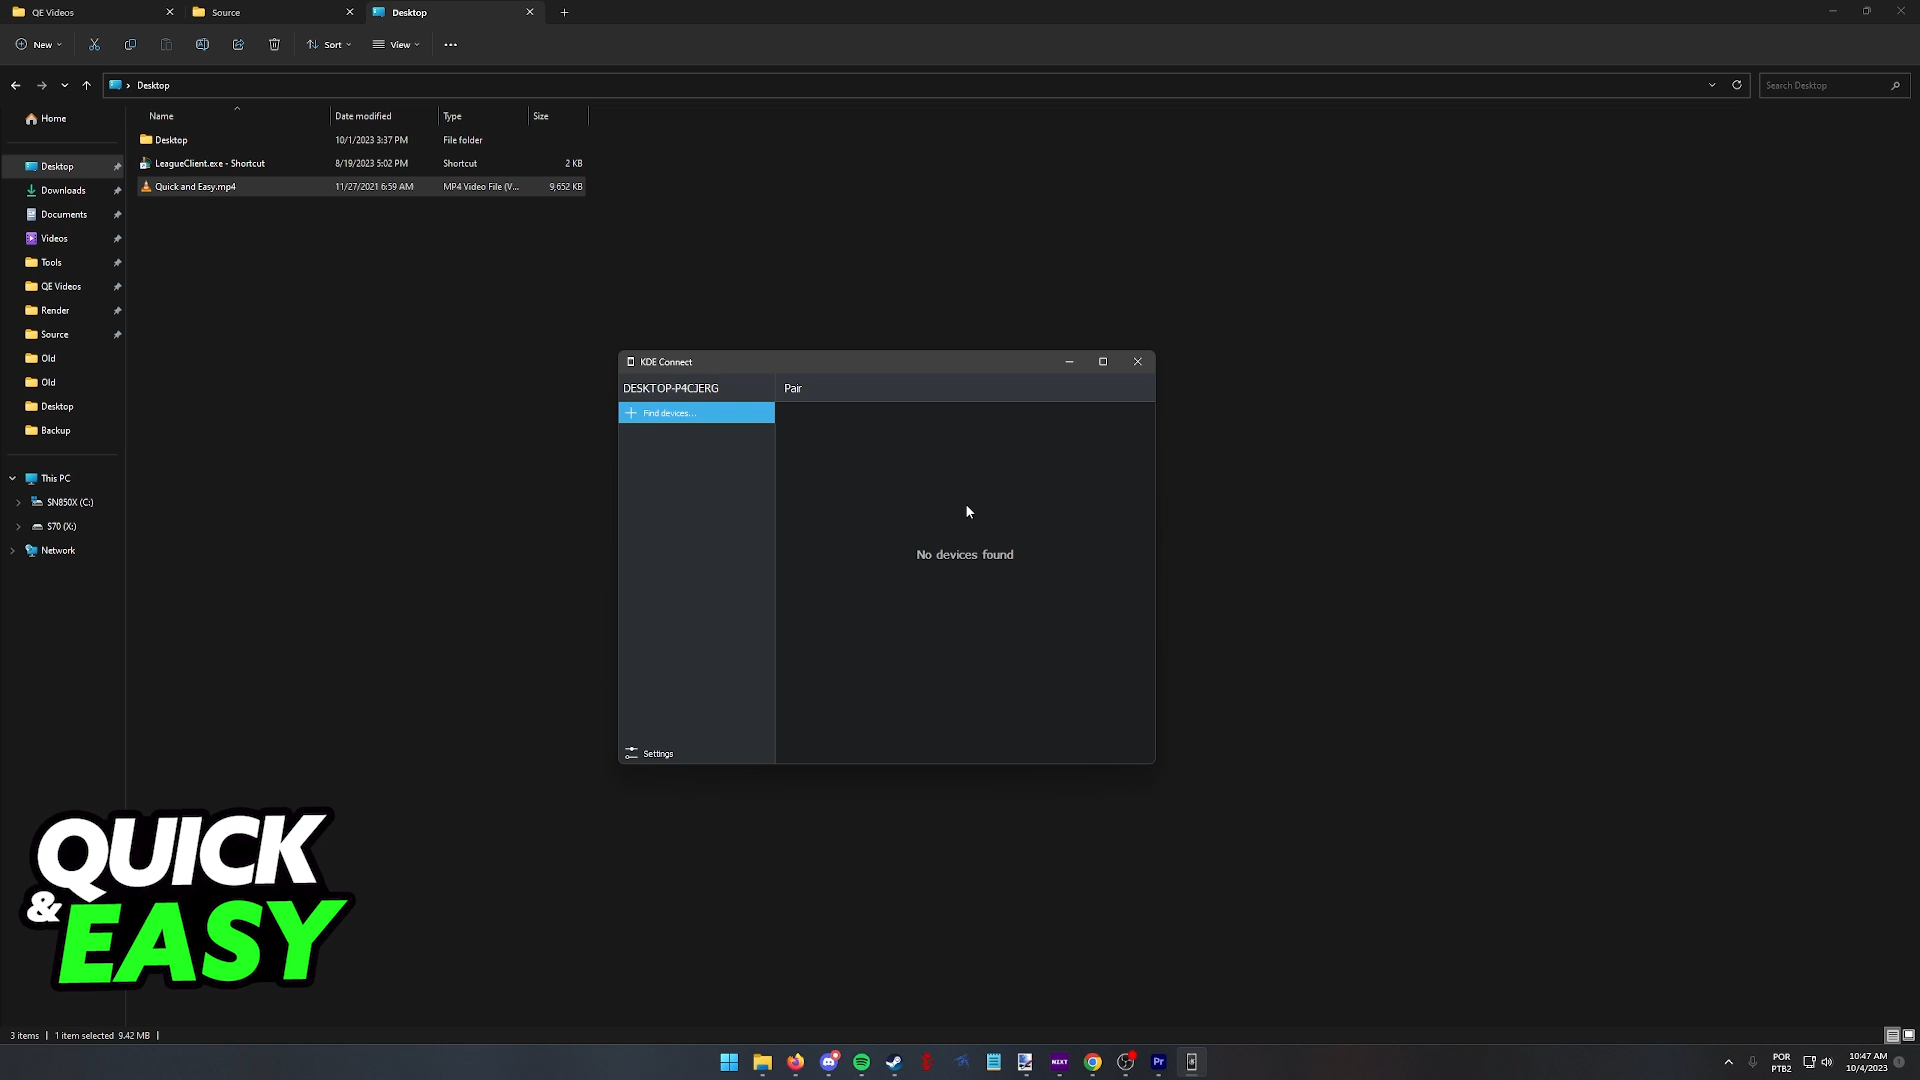 QE Videos
Source
Desktop
New
Sort
View
Desktop
Search Desktop
Name
Date modified
Type
Size
Desktop
10/1/2023 3:37 PM
File folder
LeagueClient.exe - Shortcut
8/19/2023 5:02 PM
Shortcut
2 KB
Quick and Easy.mp4
11/27/2021 6:59 AM
MP4 Video File (V...
9,652 KB
Home
Desktop
Downloads
Documents
Videos
Tools
QE Videos
Render
Source
Old
Old
Desktop
Backup
This PC
SN850X (C:)
S70 (X:)
Network
KDE Connect
DESKTOP-P4CJERG
Pair
Find devices...
No devices found
Settings
QUICK
& EASY
3 items
1 item selected 9.42 MB
NZXT
Pr
POR
PTB2
10:47 AM
10/4/2023